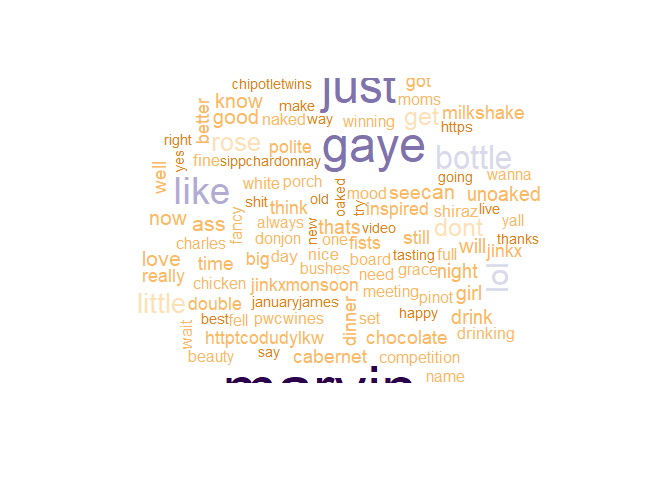 chipotletwins just got
know make moms
better good naked way winning get milkshake
https
right rose polite gaye bottle
yes fine sippchardonnay going
well like white porch old oaked try mood seecan wanna unoaked
shit inspired shiraz live
now ass fancy think new thats video dont yall
always
charles donjon one fists still will thanks
love big day nice tasting full jinkx
really time bushes board grace night
chicken jinkxmonsoon need lol
little double januaryjames meeting pinot girl
best fell pwcwines dinner set happy drink
wait httptcodudylkw chocolate drinking
beauty say cabernet competition
marvin name